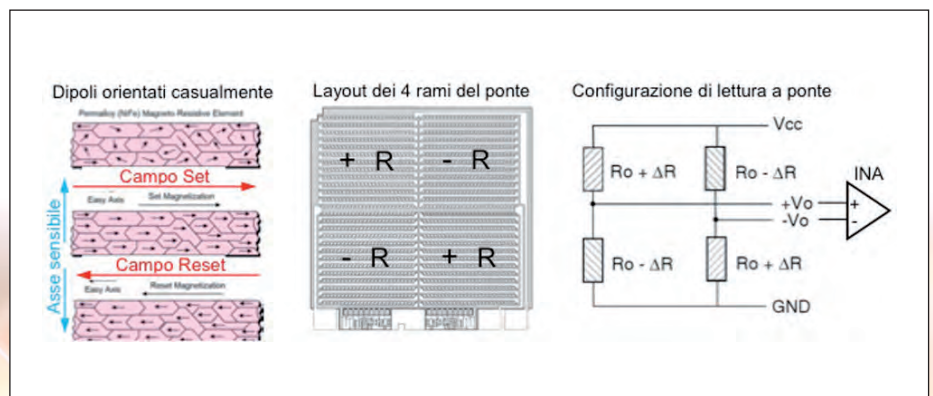 Dipoli orientati casualmente
Permalloy (NiFe) Magneto-Resistive Element
Campo Set
Easy Axis
Set Magnetization
Campo Reset
Easy Axis
Reset Magnetization
Asse sensibile
Layout dei 4 rami del ponte
+ R
- R
- R
+ R
Configurazione di lettura a ponte
Vcc
Ro + ΔR
Ro - ΔR
INA
+Vo
+
-Vo
-
Ro - ΔR
Ro + ΔR
GND